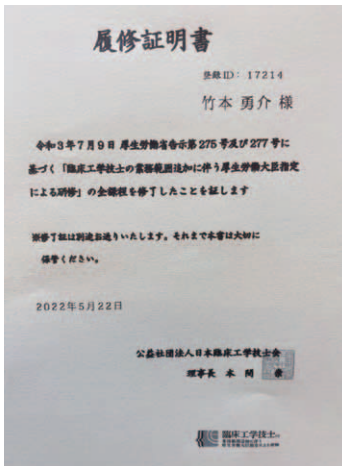 履修証明書
登録ID: 17214
竹本 勇介 様
令和3年7月9日 厚生労働省告示第275号及び277号に
基づく「臨床工学技士の業務範囲追加に伴う厚生労働大臣指定
による研修」の全課程を修了したことを証します
※修了証は別途お送りいたします。それまで本書は大切に
保管ください。
2022年5月22日
公益社団法人日本臨床工学技士会
理事長 本間 崇
臨床工学技士の